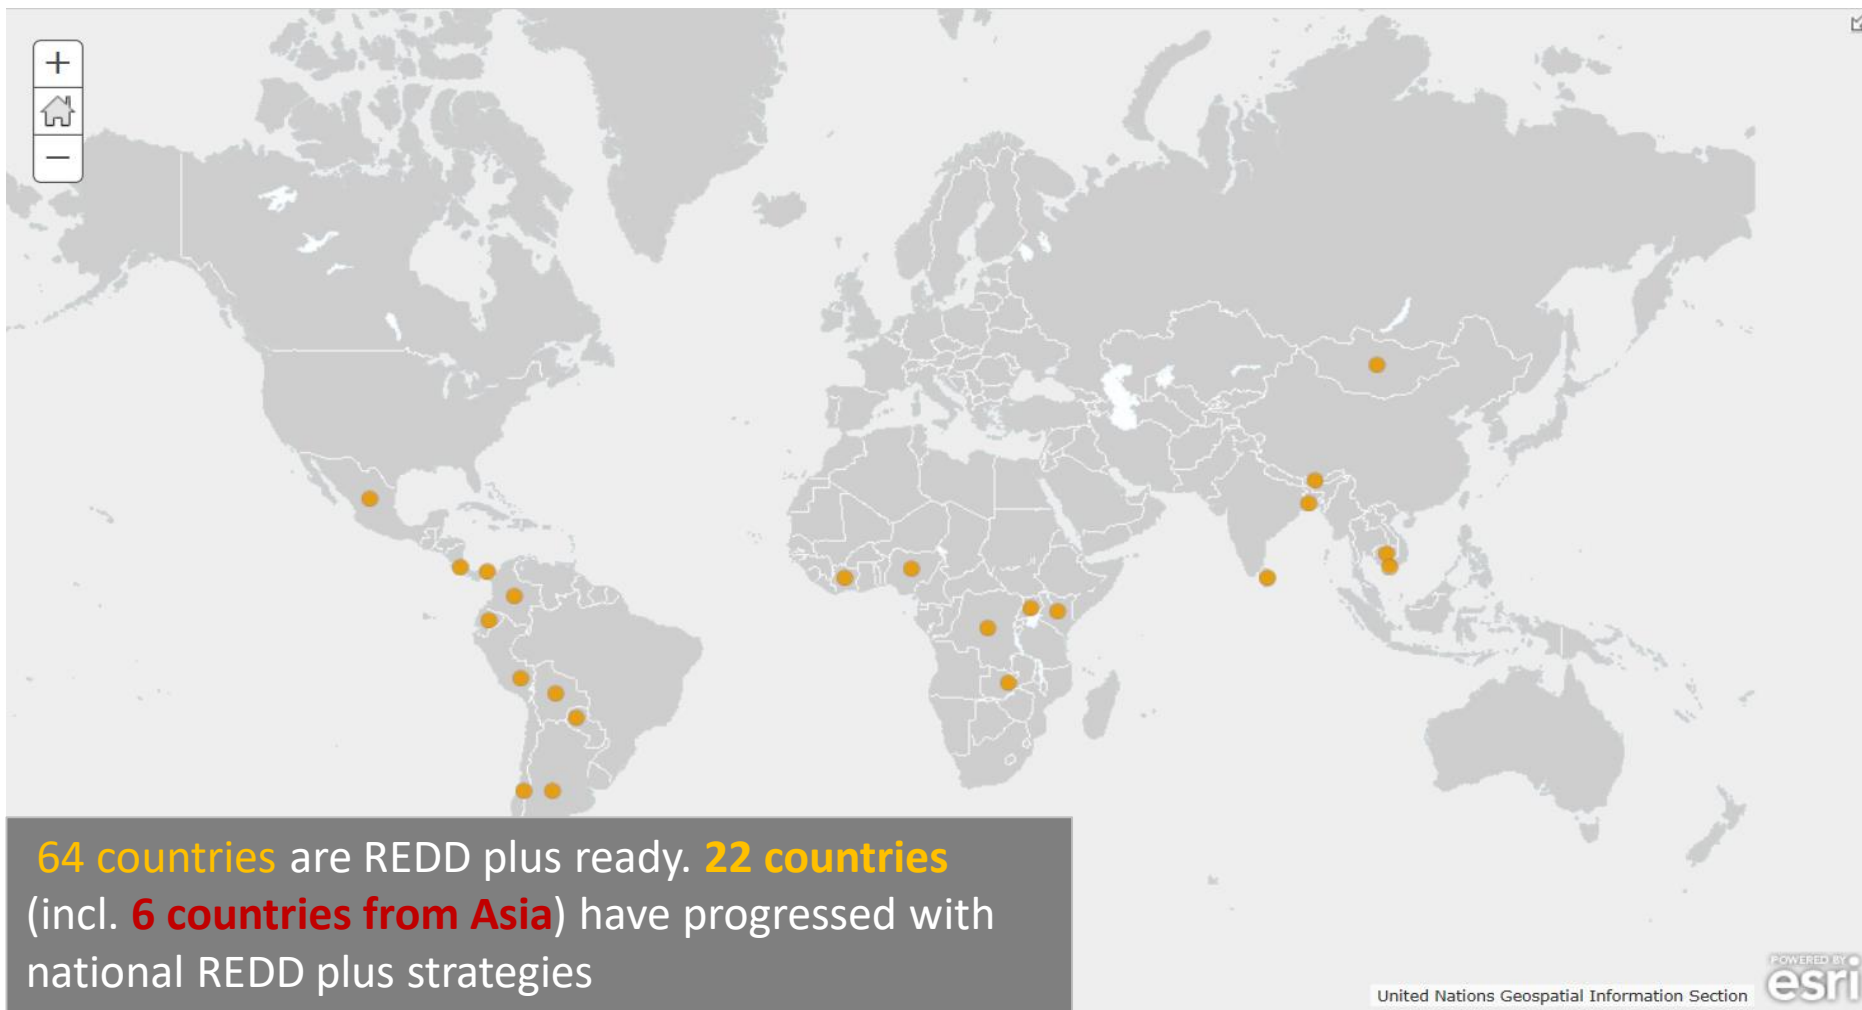 +
−
64 countries are REDD plus ready. 22 countries
(incl. 6 countries from Asia) have progressed with
national REDD plus strategies
United Nations Geospatial Information Section
POWERED BY
esri